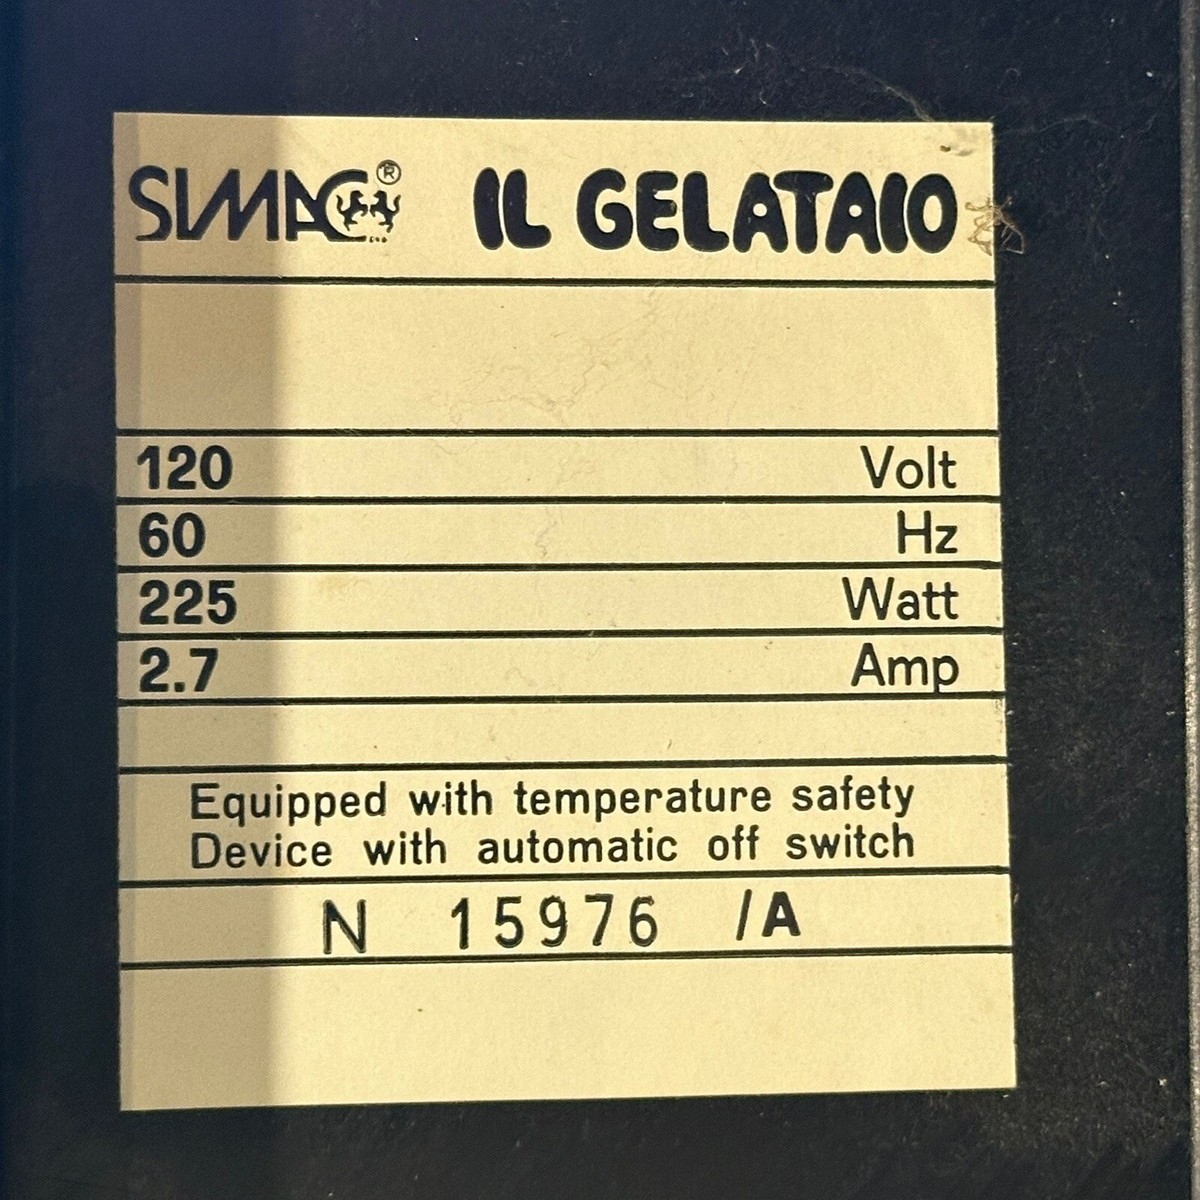 SIMAC® IL GELATAIO
120 Volt
60 Hz
225 Watt
2.7 Amp
Equipped with temperature safety
Device with automatic off switch
N 15976 /A